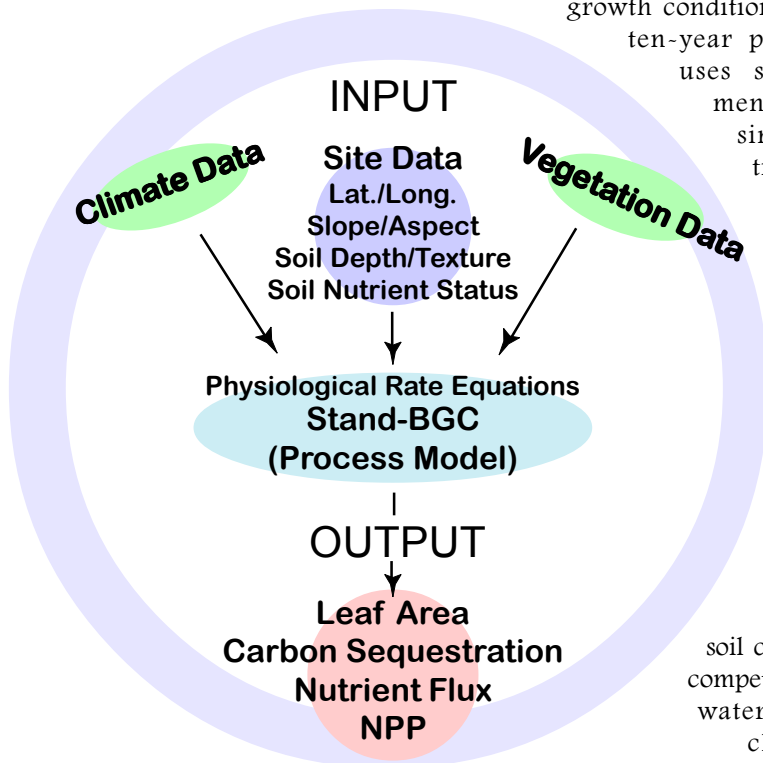 growth condition
ten-year p
uses s
men
sin
t
INPUT
Climate Data
Site Data
Lat./Long.
Slope/Aspect
Soil Depth/Texture
Soil Nutrient Status
Vegetation Data
Physiological Rate Equations
Stand-BGC
(Process Model)
OUTPUT
Leaf Area
Carbon Sequestration
Nutrient Flux
NPP
soil c
compe
water
cl